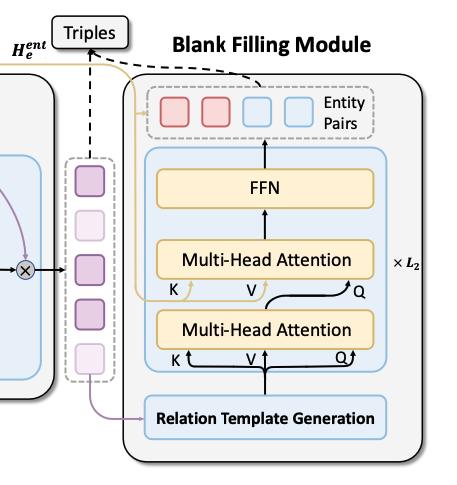 Triples
H_e^ent
Blank Filling Module
Entity
Pairs
FFN
Multi-Head Attention
× L_2
K V Q
Multi-Head Attention
K V Q
Relation Template Generation
×